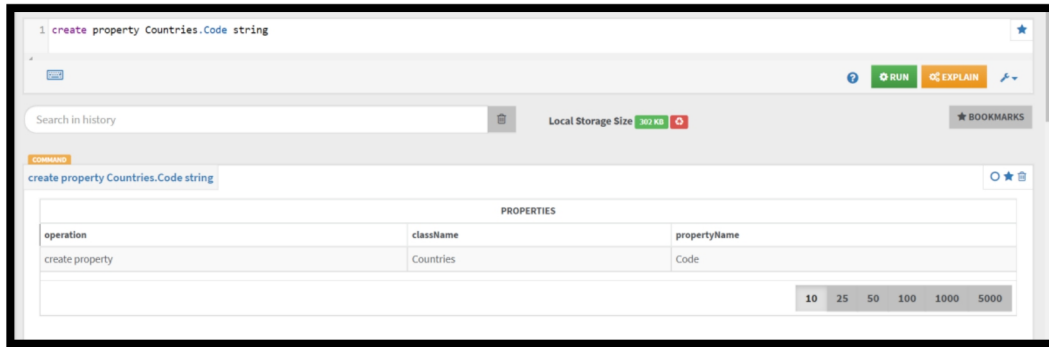 1 create property Countries.Code string
RUN
EXPLAIN
Search in history
Local Storage Size 302 KB
BOOKMARKS
COMMAND
create property Countries.Code string
PROPERTIES
operation className propertyName
create property Countries Code
10 25 50 100 1000 5000